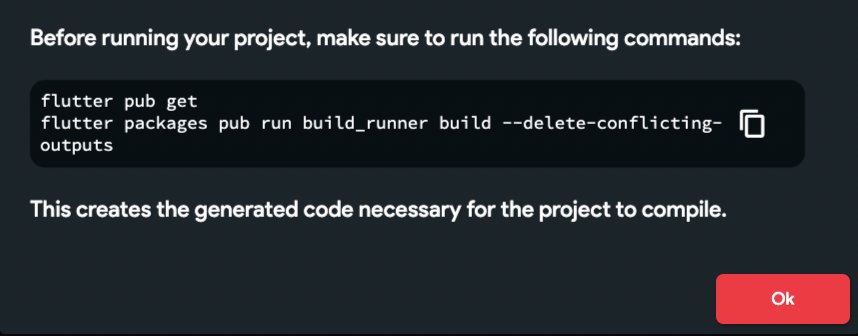 Before running your project, make sure to run the following commands:
flutter pub get
flutter packages pub run build_runner build --delete-conflicting-
outputs
This creates the generated code necessary for the project to compile.
Ok